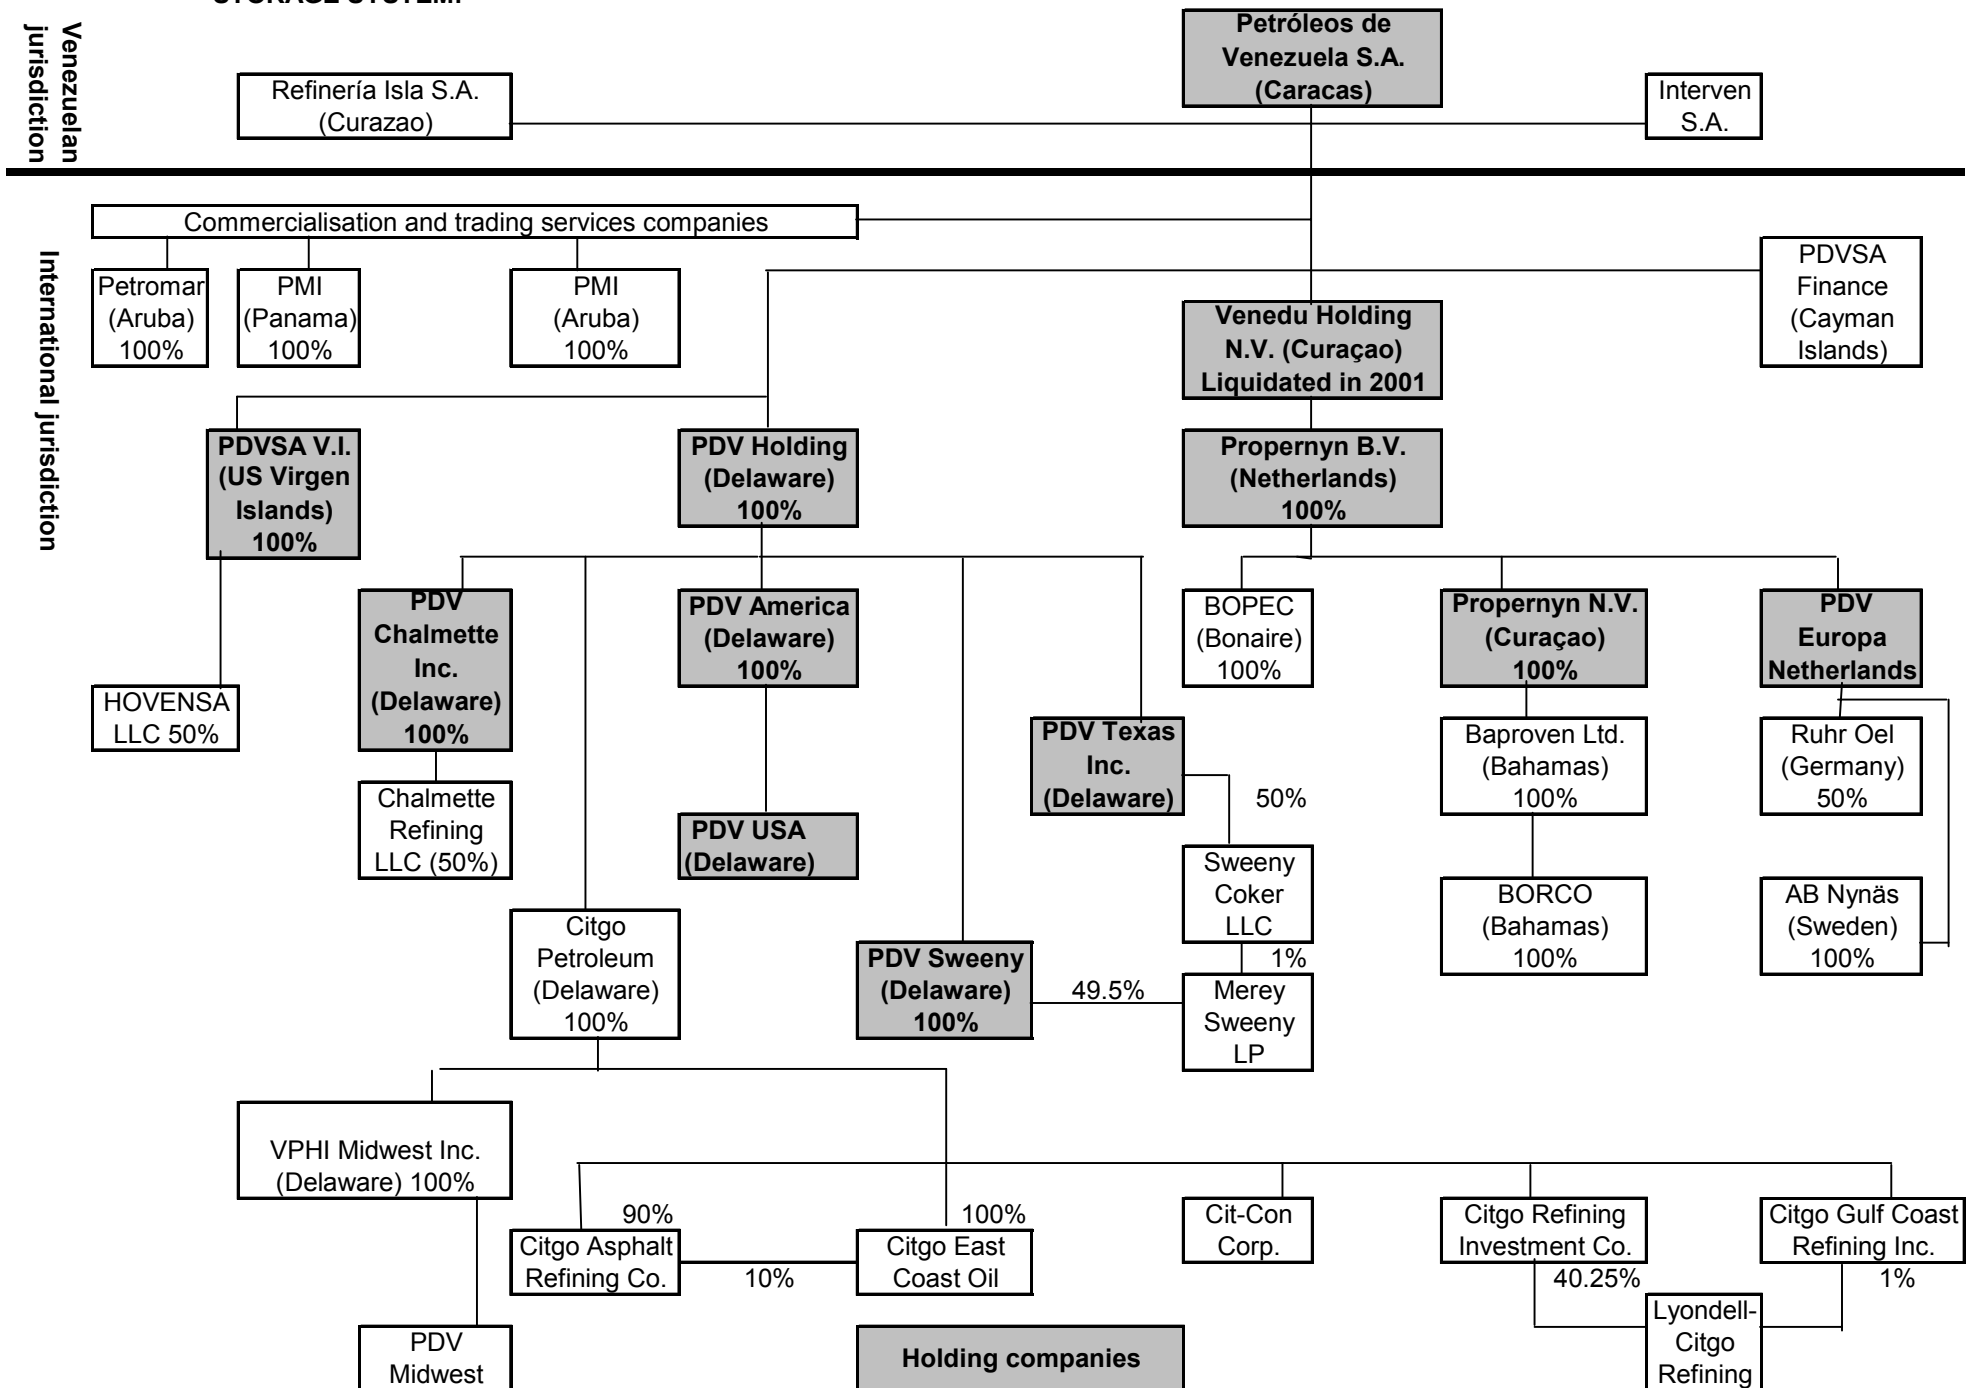 Venezuelan
jurisdiction
Petróleos de
Venezuela S.A.
(Caracas)
Refinería Isla S.A.
(Curazao)
Interven
S.A.
International jurisdiction
Commercialisation and trading services companies
Petromar
(Aruba)
100%
PMI
(Panama)
100%
PMI
(Aruba)
100%
Venedu Holding
N.V. (Curaçao)
Liquidated in 2001
PDVSA
Finance
(Cayman
Islands)
PDVSA V.I.
(US Virgen
Islands)
100%
PDV Holding
(Delaware)
100%
Propernyn B.V.
(Netherlands)
100%
HOVENSA
LLC 50%
PDV
Chalmette
Inc.
(Delaware)
100%
Chalmette
Refining
LLC (50%)
PDV America
(Delaware)
100%
PDV USA
(Delaware)
PDV Texas
Inc.
(Delaware)
50%
Sweeny
Coker
LLC
1%
BOPEC
(Bonaire)
100%
Propernyn N.V.
(Curaçao)
100%
Baproven Ltd.
(Bahamas)
100%
BORCO
(Bahamas)
100%
PDV
Europa
Netherlands
Ruhr Oel
(Germany)
50%
AB Nynäs
(Sweden)
100%
Citgo
Petroleum
(Delaware)
100%
PDV Sweeny
(Delaware)
100%
49.5%
Merey
Sweeny
LP
VPHI Midwest Inc.
(Delaware) 100%
90%
Citgo Asphalt
Refining Co.
10%
100%
Citgo East
Coast Oil
Cit-Con
Corp.
Citgo Refining
Investment Co.
40.25%
Citgo Gulf Coast
Refining Inc.
1%
PDV
Midwest
Holding companies
Lyondell-
Citgo
Refining